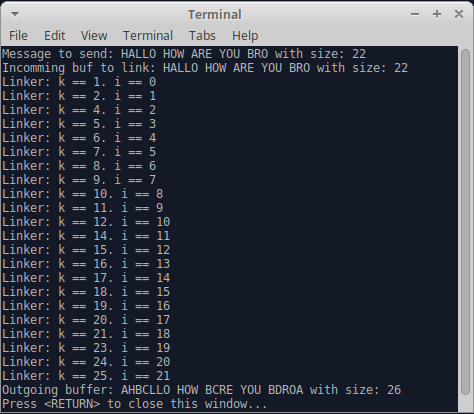 Terminal
File Edit View Terminal Tabs Help
Message to send: HALLO HOW ARE YOU BRO with size: 22
Incomming buf to link: HALLO HOW ARE YOU BRO with size: 22
Linker: k == 1. i == 0
Linker: k == 2. i == 1
Linker: k == 4. i == 2
Linker: k == 5. i == 3
Linker: k == 6. i == 4
Linker: k == 7. i == 5
Linker: k == 8. i == 6
Linker: k == 9. i == 7
Linker: k == 10. i == 8
Linker: k == 11. i == 9
Linker: k == 12. i == 10
Linker: k == 14. i == 11
Linker: k == 15. i == 12
Linker: k == 16. i == 13
Linker: k == 17. i == 14
Linker: k == 18. i == 15
Linker: k == 19. i == 16
Linker: k == 20. i == 17
Linker: k == 21. i == 18
Linker: k == 23. i == 19
Linker: k == 24. i == 20
Linker: k == 25. i == 21
Outgoing buffer: AHBCLLO HOW BCRE YOU BDROA with size: 26
Press <RETURN> to close this window...